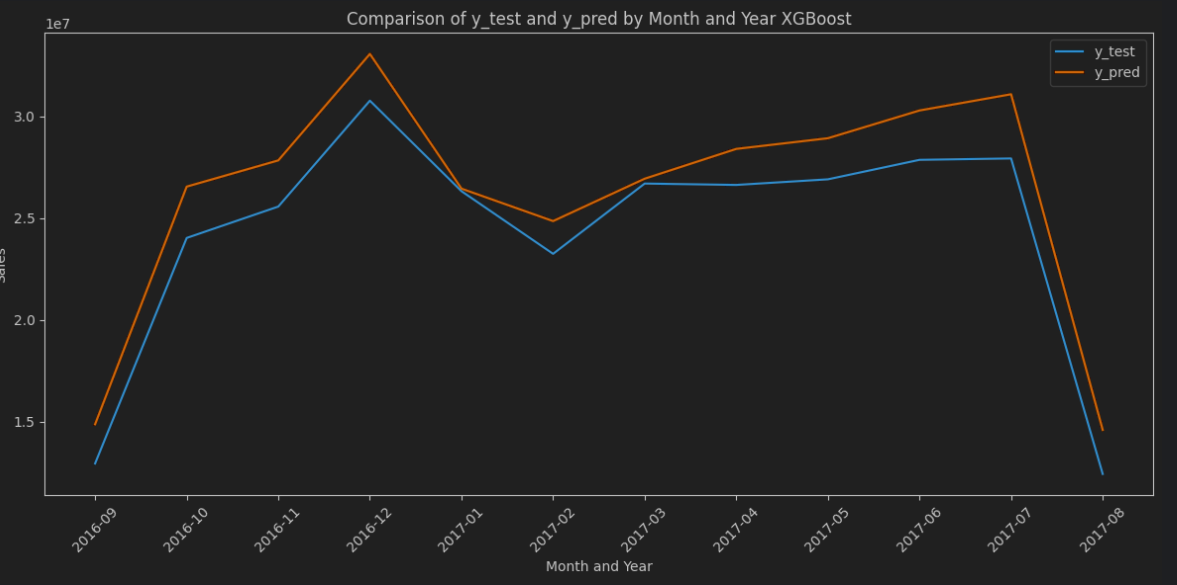 Comparison of y_test and y_pred by Month and Year XGBoost
1e7
y_test
y_pred
3.0
2.5
2.0
1.5
Sales
2016-09
2016-10
2016-11
2016-12
2017-01
2017-02
2017-03
2017-04
2017-05
2017-06
2017-07
2017-08
Month and Year